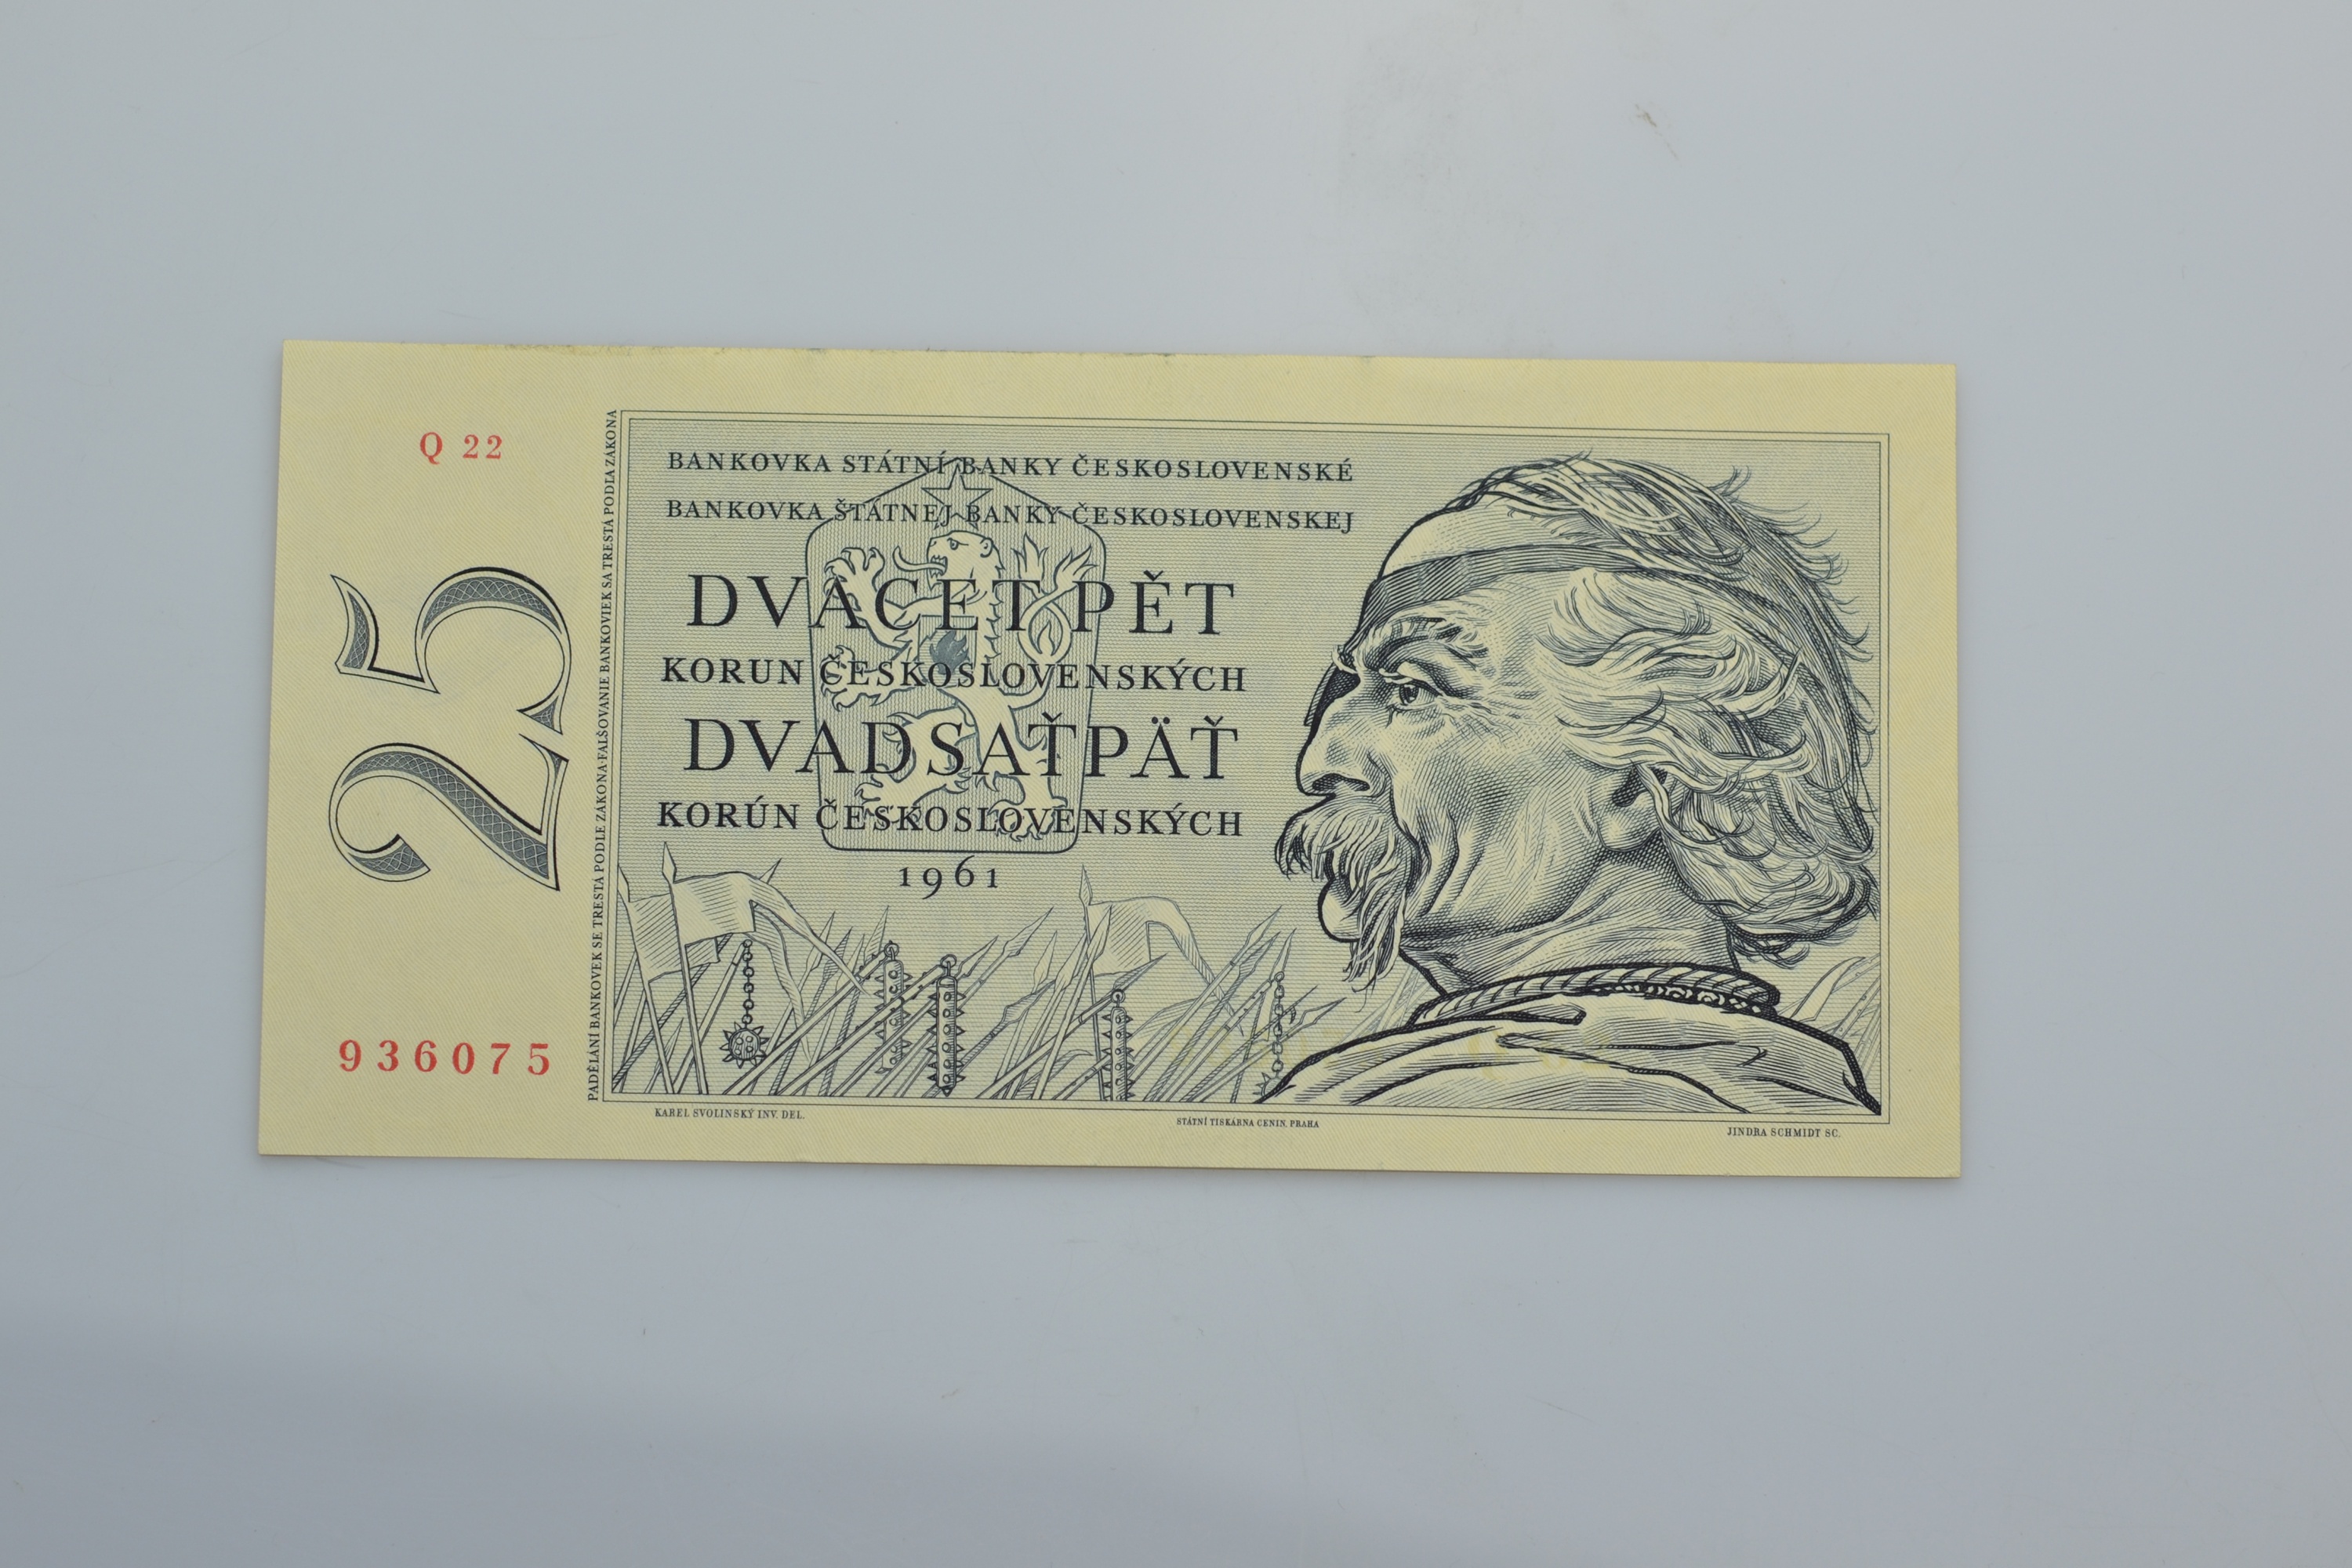 Q 22
25
936075
PADĚLÁNÍ BANKOVEK SE TRESTÁ PODLE ZÁKONA·FALŠOVANIE BANKOVIEK SA TRESTÁ PODĽA ZÁKONA
BANKOVKA STÁTNÍ BANKY ČESKOSLOVENSKÉ
BANKOVKA ŠTÁTNEJ BANKY ČESKOSLOVENSKEJ
DVACET PĚT
KORUN ČESKOSLOVENSKÝCH
DVADSAŤPÄŤ
KORÚN ČESKOSLOVENSKÝCH
1961
KAREL SVOLINSKÝ INV. DEL.
STÁTNÍ TISKÁRNA CENIN, PRAHA
JINDRA SCHMIDT SC.